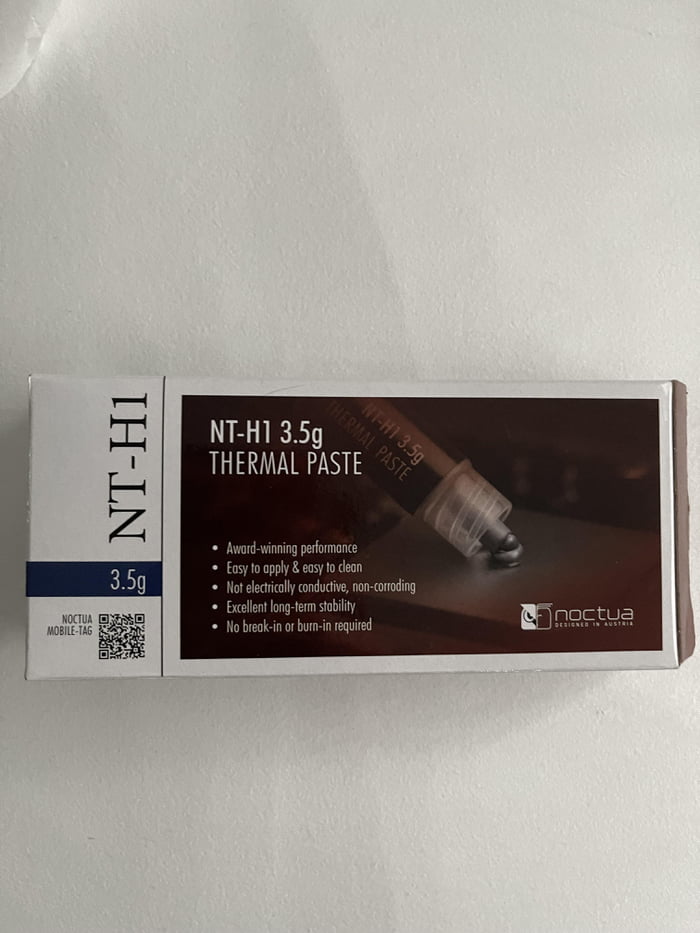 NT-H1
3.5g
NOCTUA
MOBILE-TAG
NT-H1 3.5g
THERMAL PASTE
NT-H1 3.5g
THERMAL PASTE
• Award-winning performance
• Easy to apply & easy to clean
• Not electrically conductive, non-corroding
• Excellent long-term stability
• No break-in or burn-in required
noctua
DESIGNED IN AUSTRIA